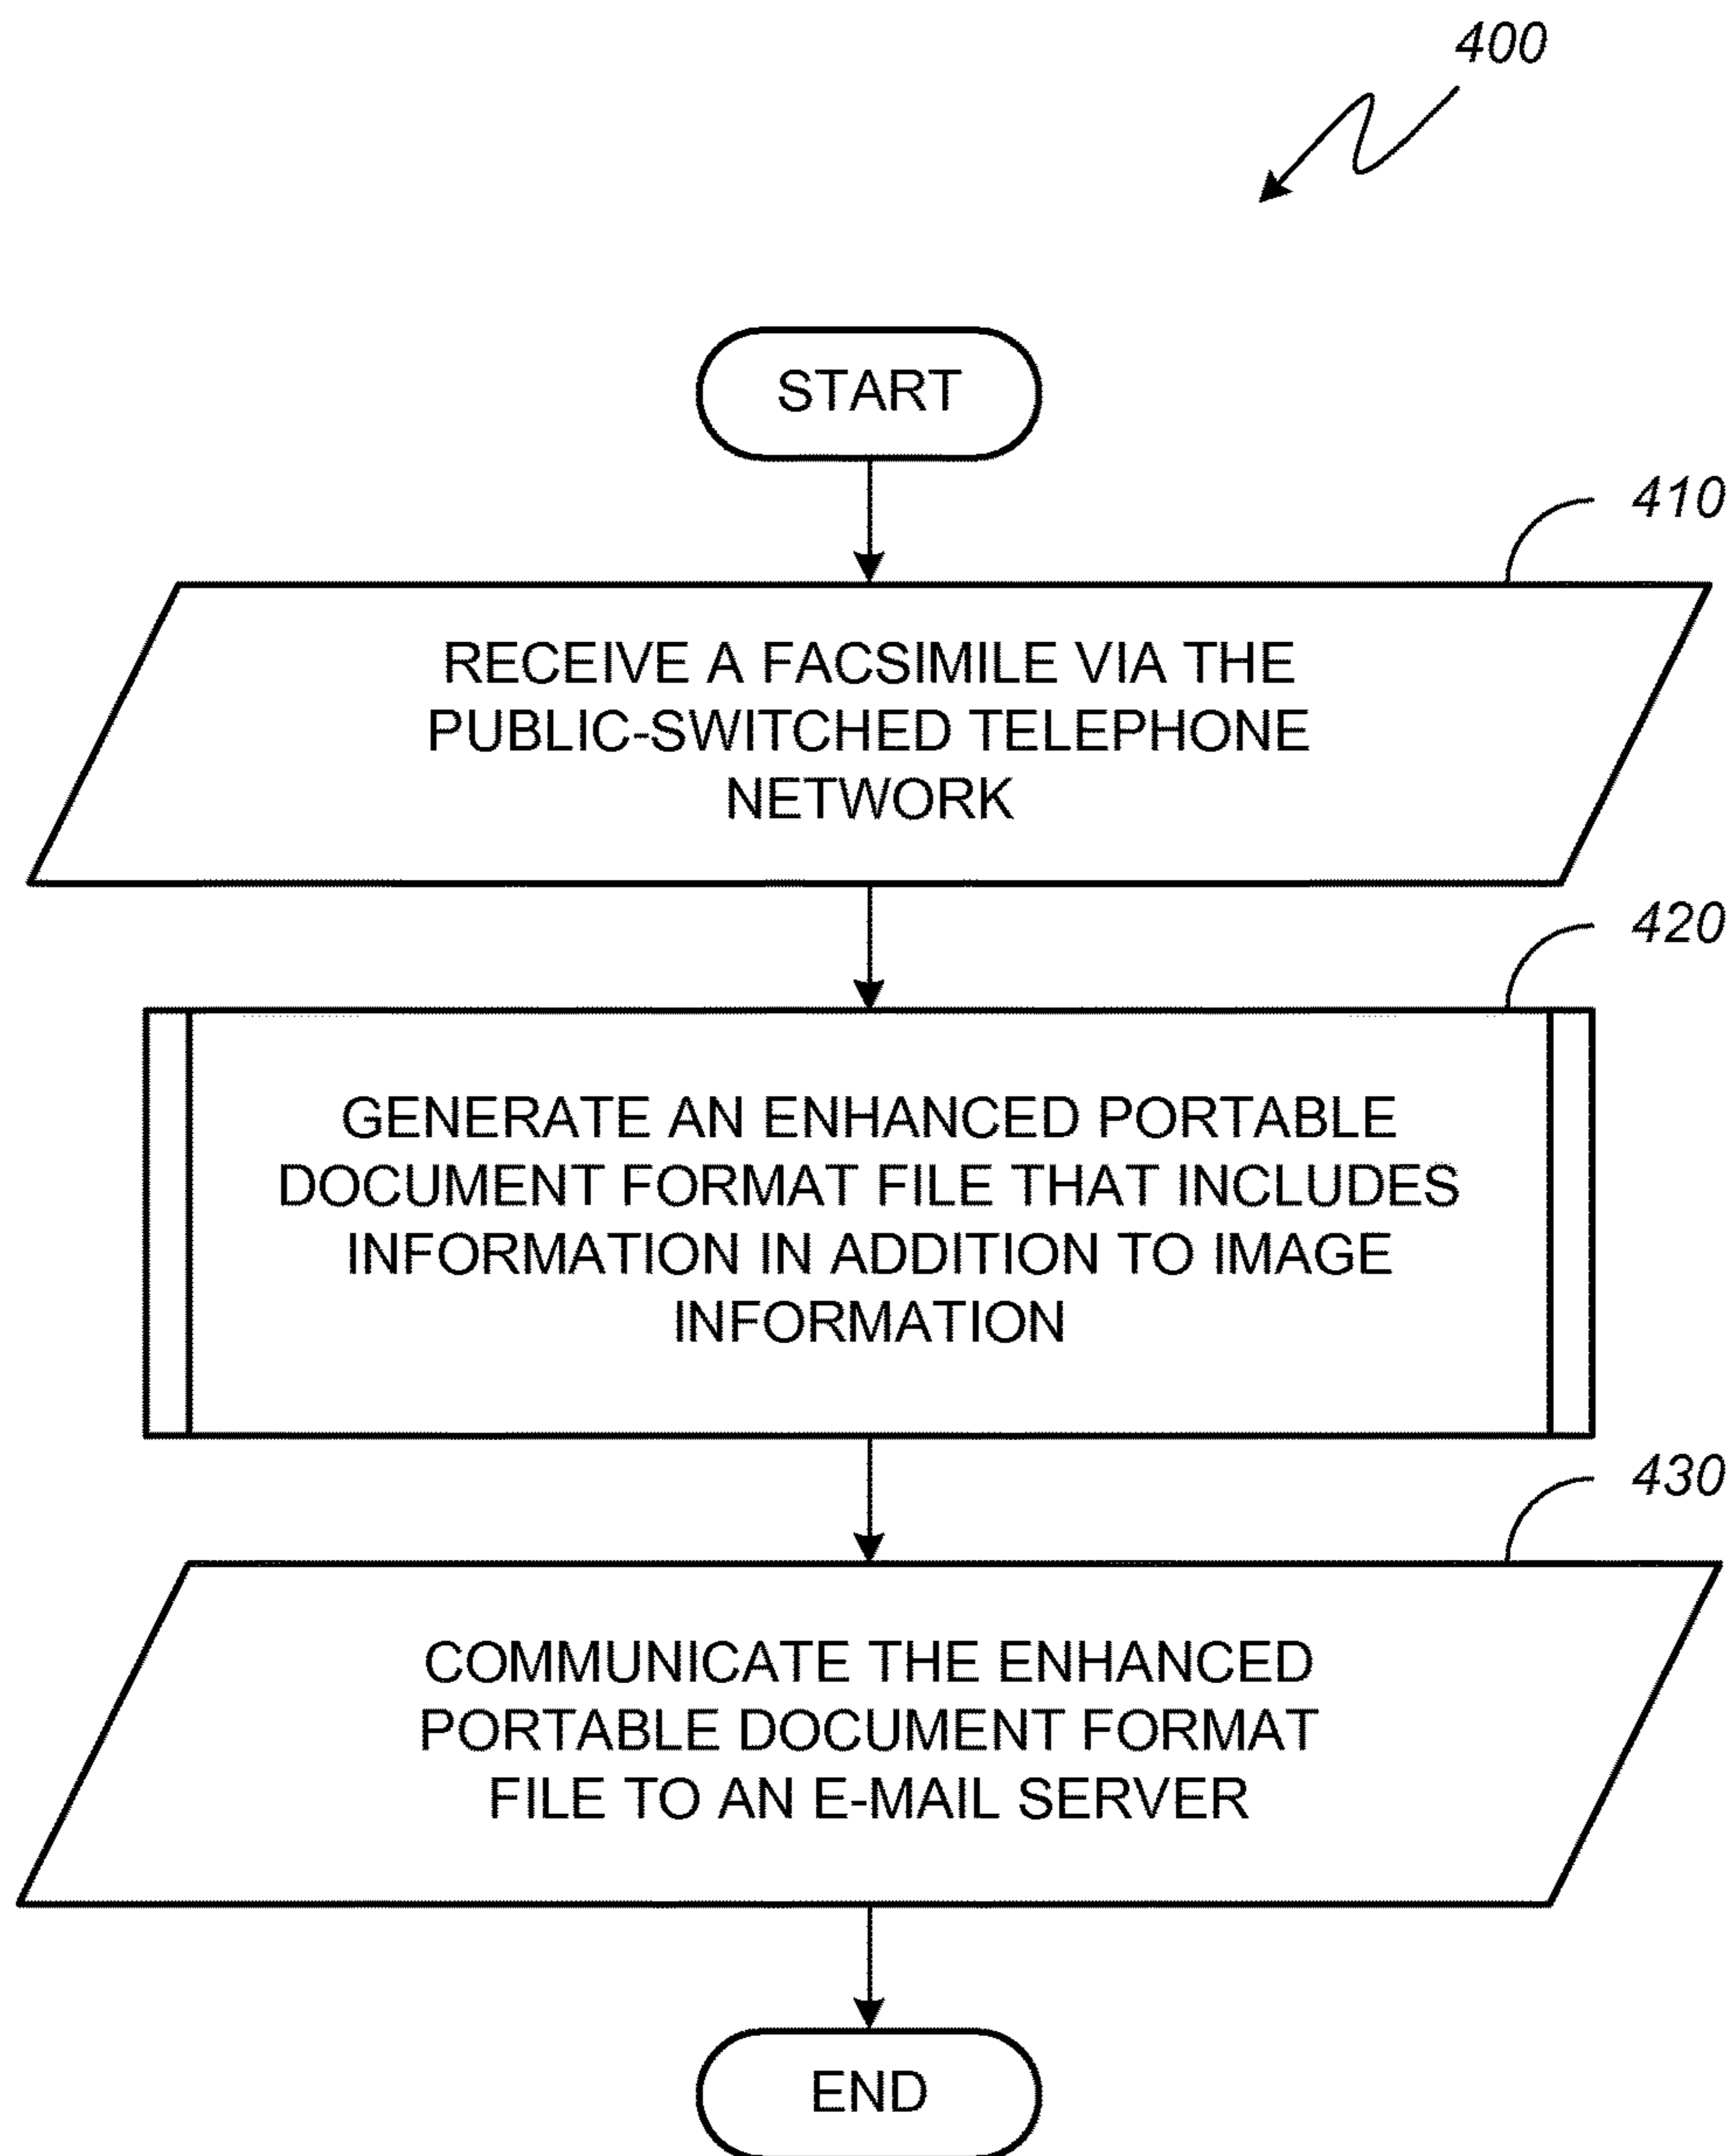 400
START
410
RECEIVE A FACSIMILE VIA THE
PUBLIC-SWITCHED TELEPHONE
NETWORK
420
GENERATE AN ENHANCED PORTABLE
DOCUMENT FORMAT FILE THAT INCLUDES
INFORMATION IN ADDITION TO IMAGE
INFORMATION
430
COMMUNICATE THE ENHANCED
PORTABLE DOCUMENT FORMAT
FILE TO AN E-MAIL SERVER
END